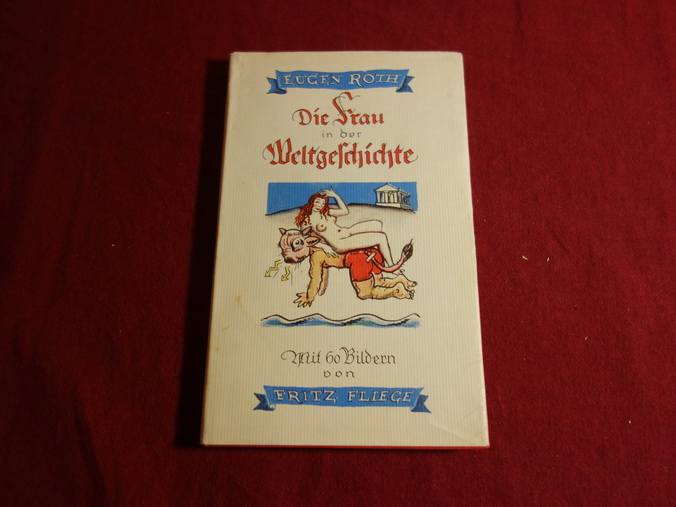 EUGEN ROTH
Die Frau
in der
Weltgeschichte
Mit 60 Bildern
von
FRITZ FLIEGE